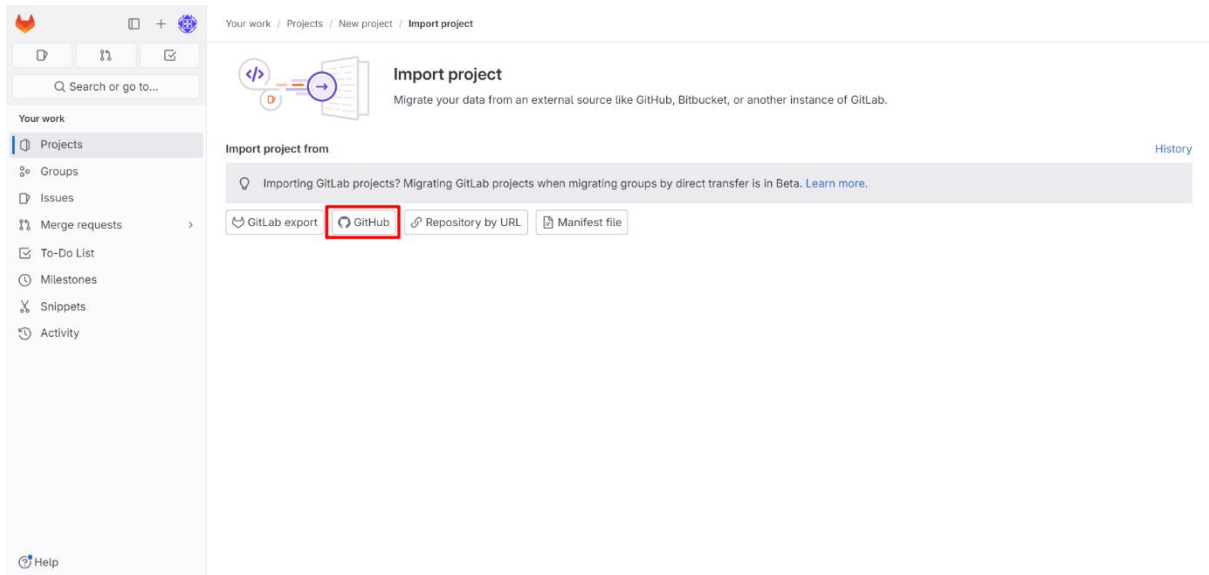 Your work / Projects / New project / Import project
Search or go to...
Your work
Projects
Groups
Issues
Merge requests
To-Do List
Milestones
Snippets
Activity
Help
Import project
Migrate your data from an external source like GitHub, Bitbucket, or another instance of GitLab.
Import project from
History
Importing GitLab projects? Migrating GitLab projects when migrating groups by direct transfer is in Beta. Learn more.
GitLab export GitHub Repository by URL Manifest file